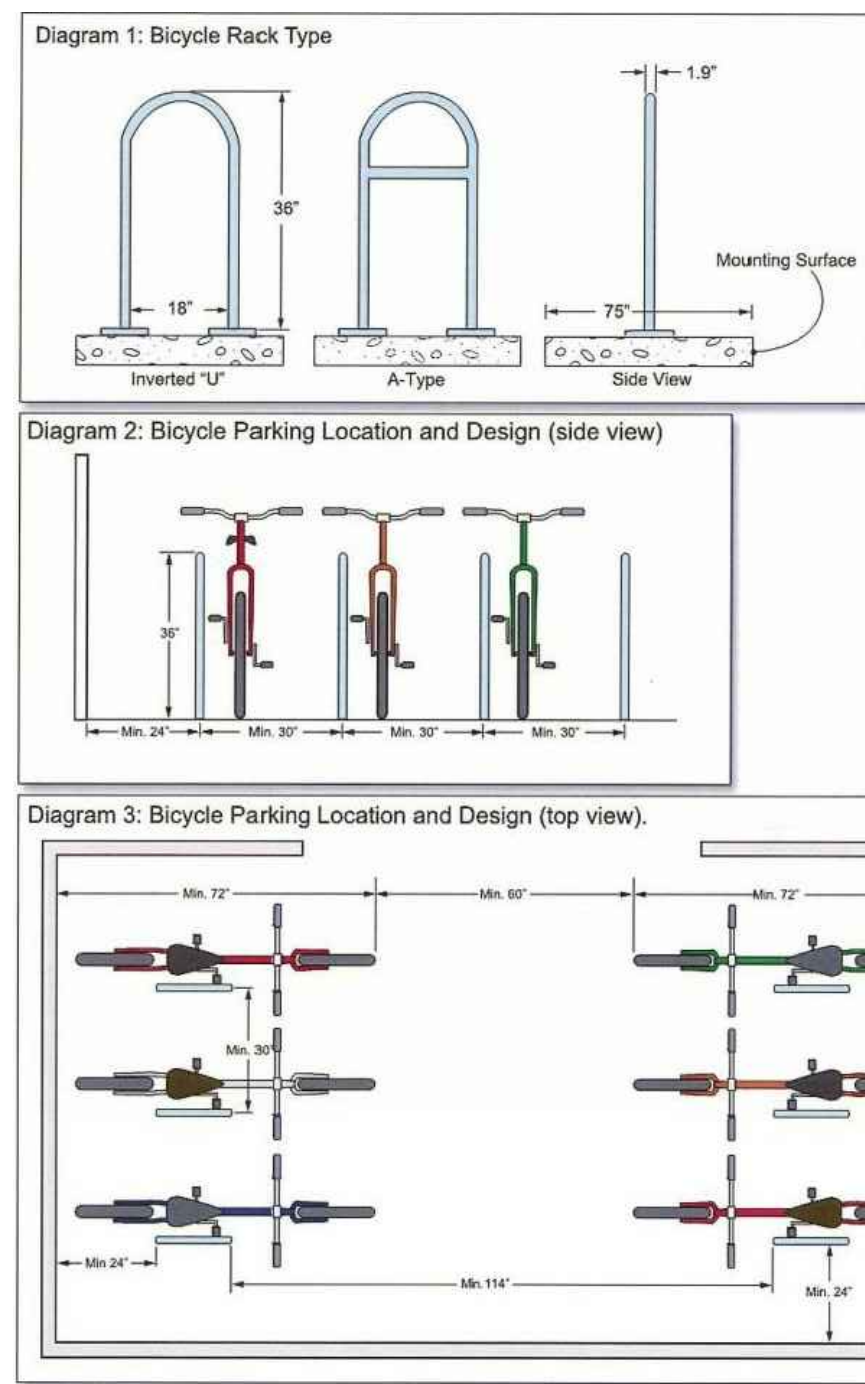 Diagram 1: Bicycle Rack Type
1.9"
36"
Mounting Surface
18"
75"
Inverted "U"
A-Type
Side View
Diagram 2: Bicycle Parking Location and Design (side view)
36"
Min. 24"
Min. 30"
Min. 30"
Min. 30"
Diagram 3: Bicycle Parking Location and Design (top view).
Min. 72"
Min. 60"
Min. 72"
Min. 30"
Min 24"
Min. 114"
Min. 24"